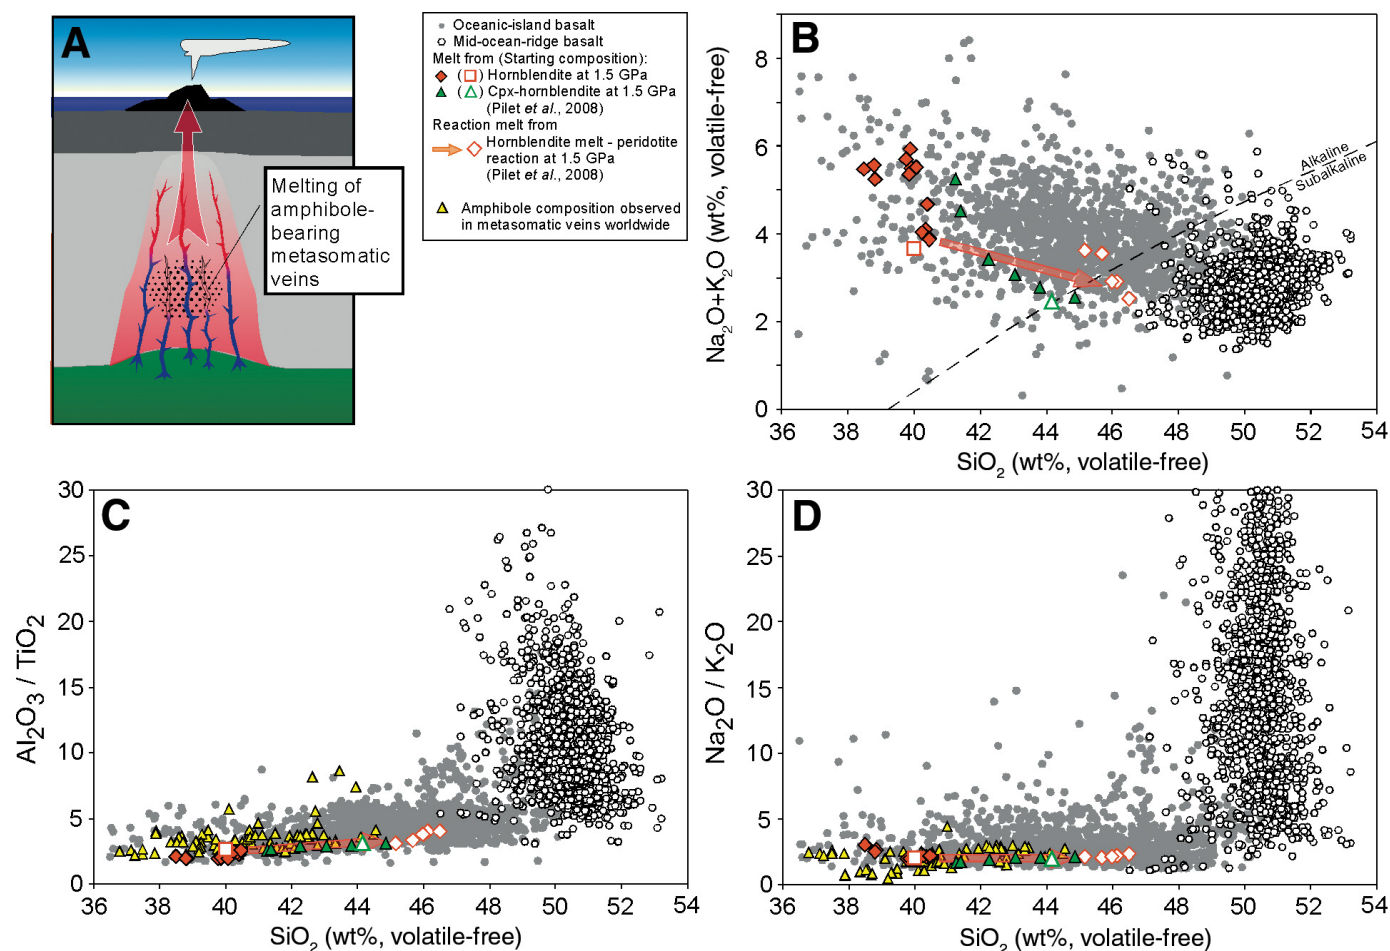 A
Melting of
amphibole-
bearing
metasomatic
veins
Oceanic-island basalt
Mid-ocean-ridge basalt
Melt from (Starting composition):
( ) Hornblendite at 1.5 GPa
( ) Cpx-hornblendite at 1.5 GPa
(Pilet et al., 2008)
Reaction melt from
Hornblendite melt - peridotite
reaction at 1.5 GPa
(Pilet et al., 2008)
Amphibole composition observed
in metasomatic veins worldwide
B
Na2O+K2O (wt%, volatile-free)
8
6
4
2
0
Alkaline
Subalkaline
36 38 40 42 44 46 48 50 52 54
SiO2 (wt%, volatile-free)
C
Al2O3 / TiO2
30
25
20
15
10
5
0
36 38 40 42 44 46 48 50 52 54
SiO2 (wt%, volatile-free)
D
Na2O / K2O
30
25
20
15
10
5
0
36 38 40 42 44 46 48 50 52 54
SiO2 (wt%, volatile-free)